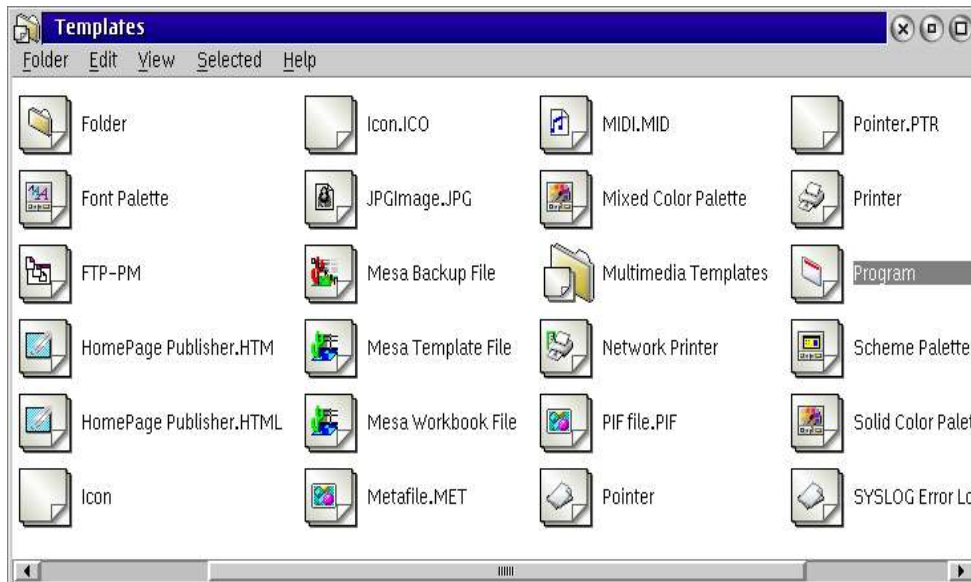 Templates
Folder Edit View Selected Help
Folder
Font Palette
FTP-PM
HomePage Publisher.HTM
HomePage Publisher.HTML
Icon
Icon.ICO
JPGImage.JPG
Mesa Backup File
Mesa Template File
Mesa Workbook File
Metafile.MET
MIDI.MID
Mixed Color Palette
Multimedia Templates
Network Printer
PIF file.PIF
Pointer
Pointer.PTR
Printer
Program
Scheme Palette
Solid Color Palet
SYSLOG Error Lo